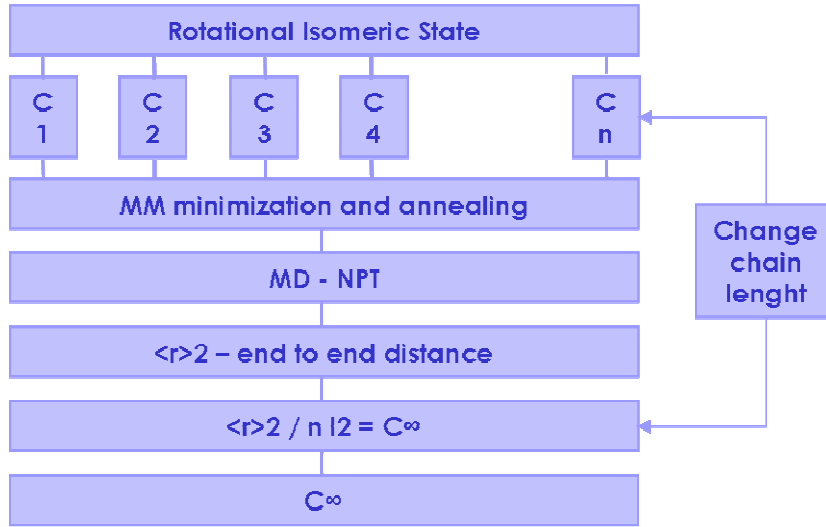 Rotational Isomeric State
C
1
C
2
C
3
C
4
C
n
MM minimization and annealing
Change
chain
lenght
MD - NPT
<r>2 – end to end distance
<r>2 / n l2 = C∞
C∞